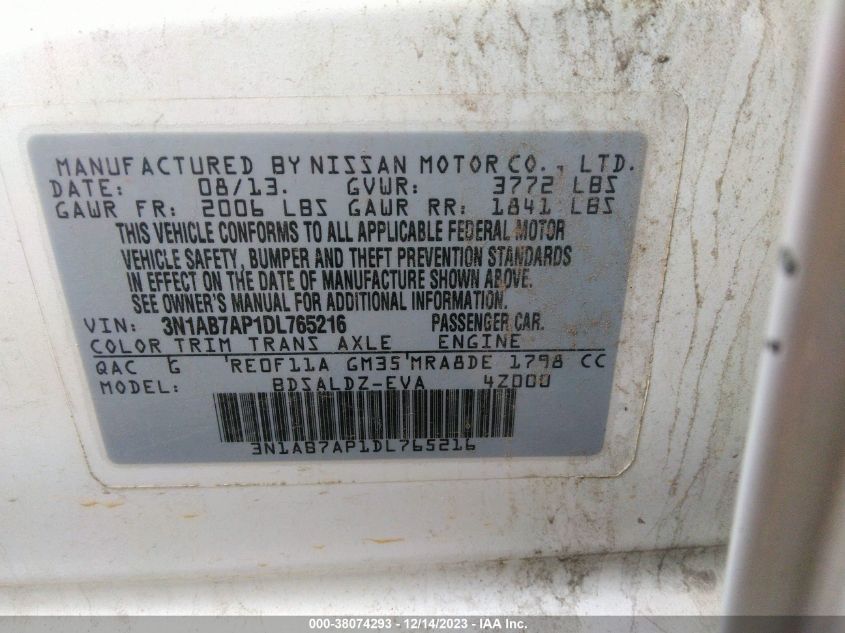 MANUFACTURED BY NISSAN MOTOR CO., LTD.
DATE: 08/13. GVWR: 3772 LBS
GAWR FR: 2006 LBS GAWR RR: 1841 LBS
THIS VEHICLE CONFORMS TO ALL APPLICABLE FEDERAL MOTOR
VEHICLE SAFETY, BUMPER AND THEFT PREVENTION STANDARDS
IN EFFECT ON THE DATE OF MANUFACTURE SHOWN ABOVE.
SEE OWNER'S MANUAL FOR ADDITIONAL INFORMATION.
VIN: 3N1AB7AP1DL765216 PASSENGER CAR.
COLOR TRIM TRANS AXLE ENGINE
QAC G 'RE0F11A GM35'MRA8DE 1798 CC
MODEL: BDSALDZ-EVA 4Z000
3N1AB7AP1DL765216
000-38074293 - 12/14/2023 - IAA, Inc.